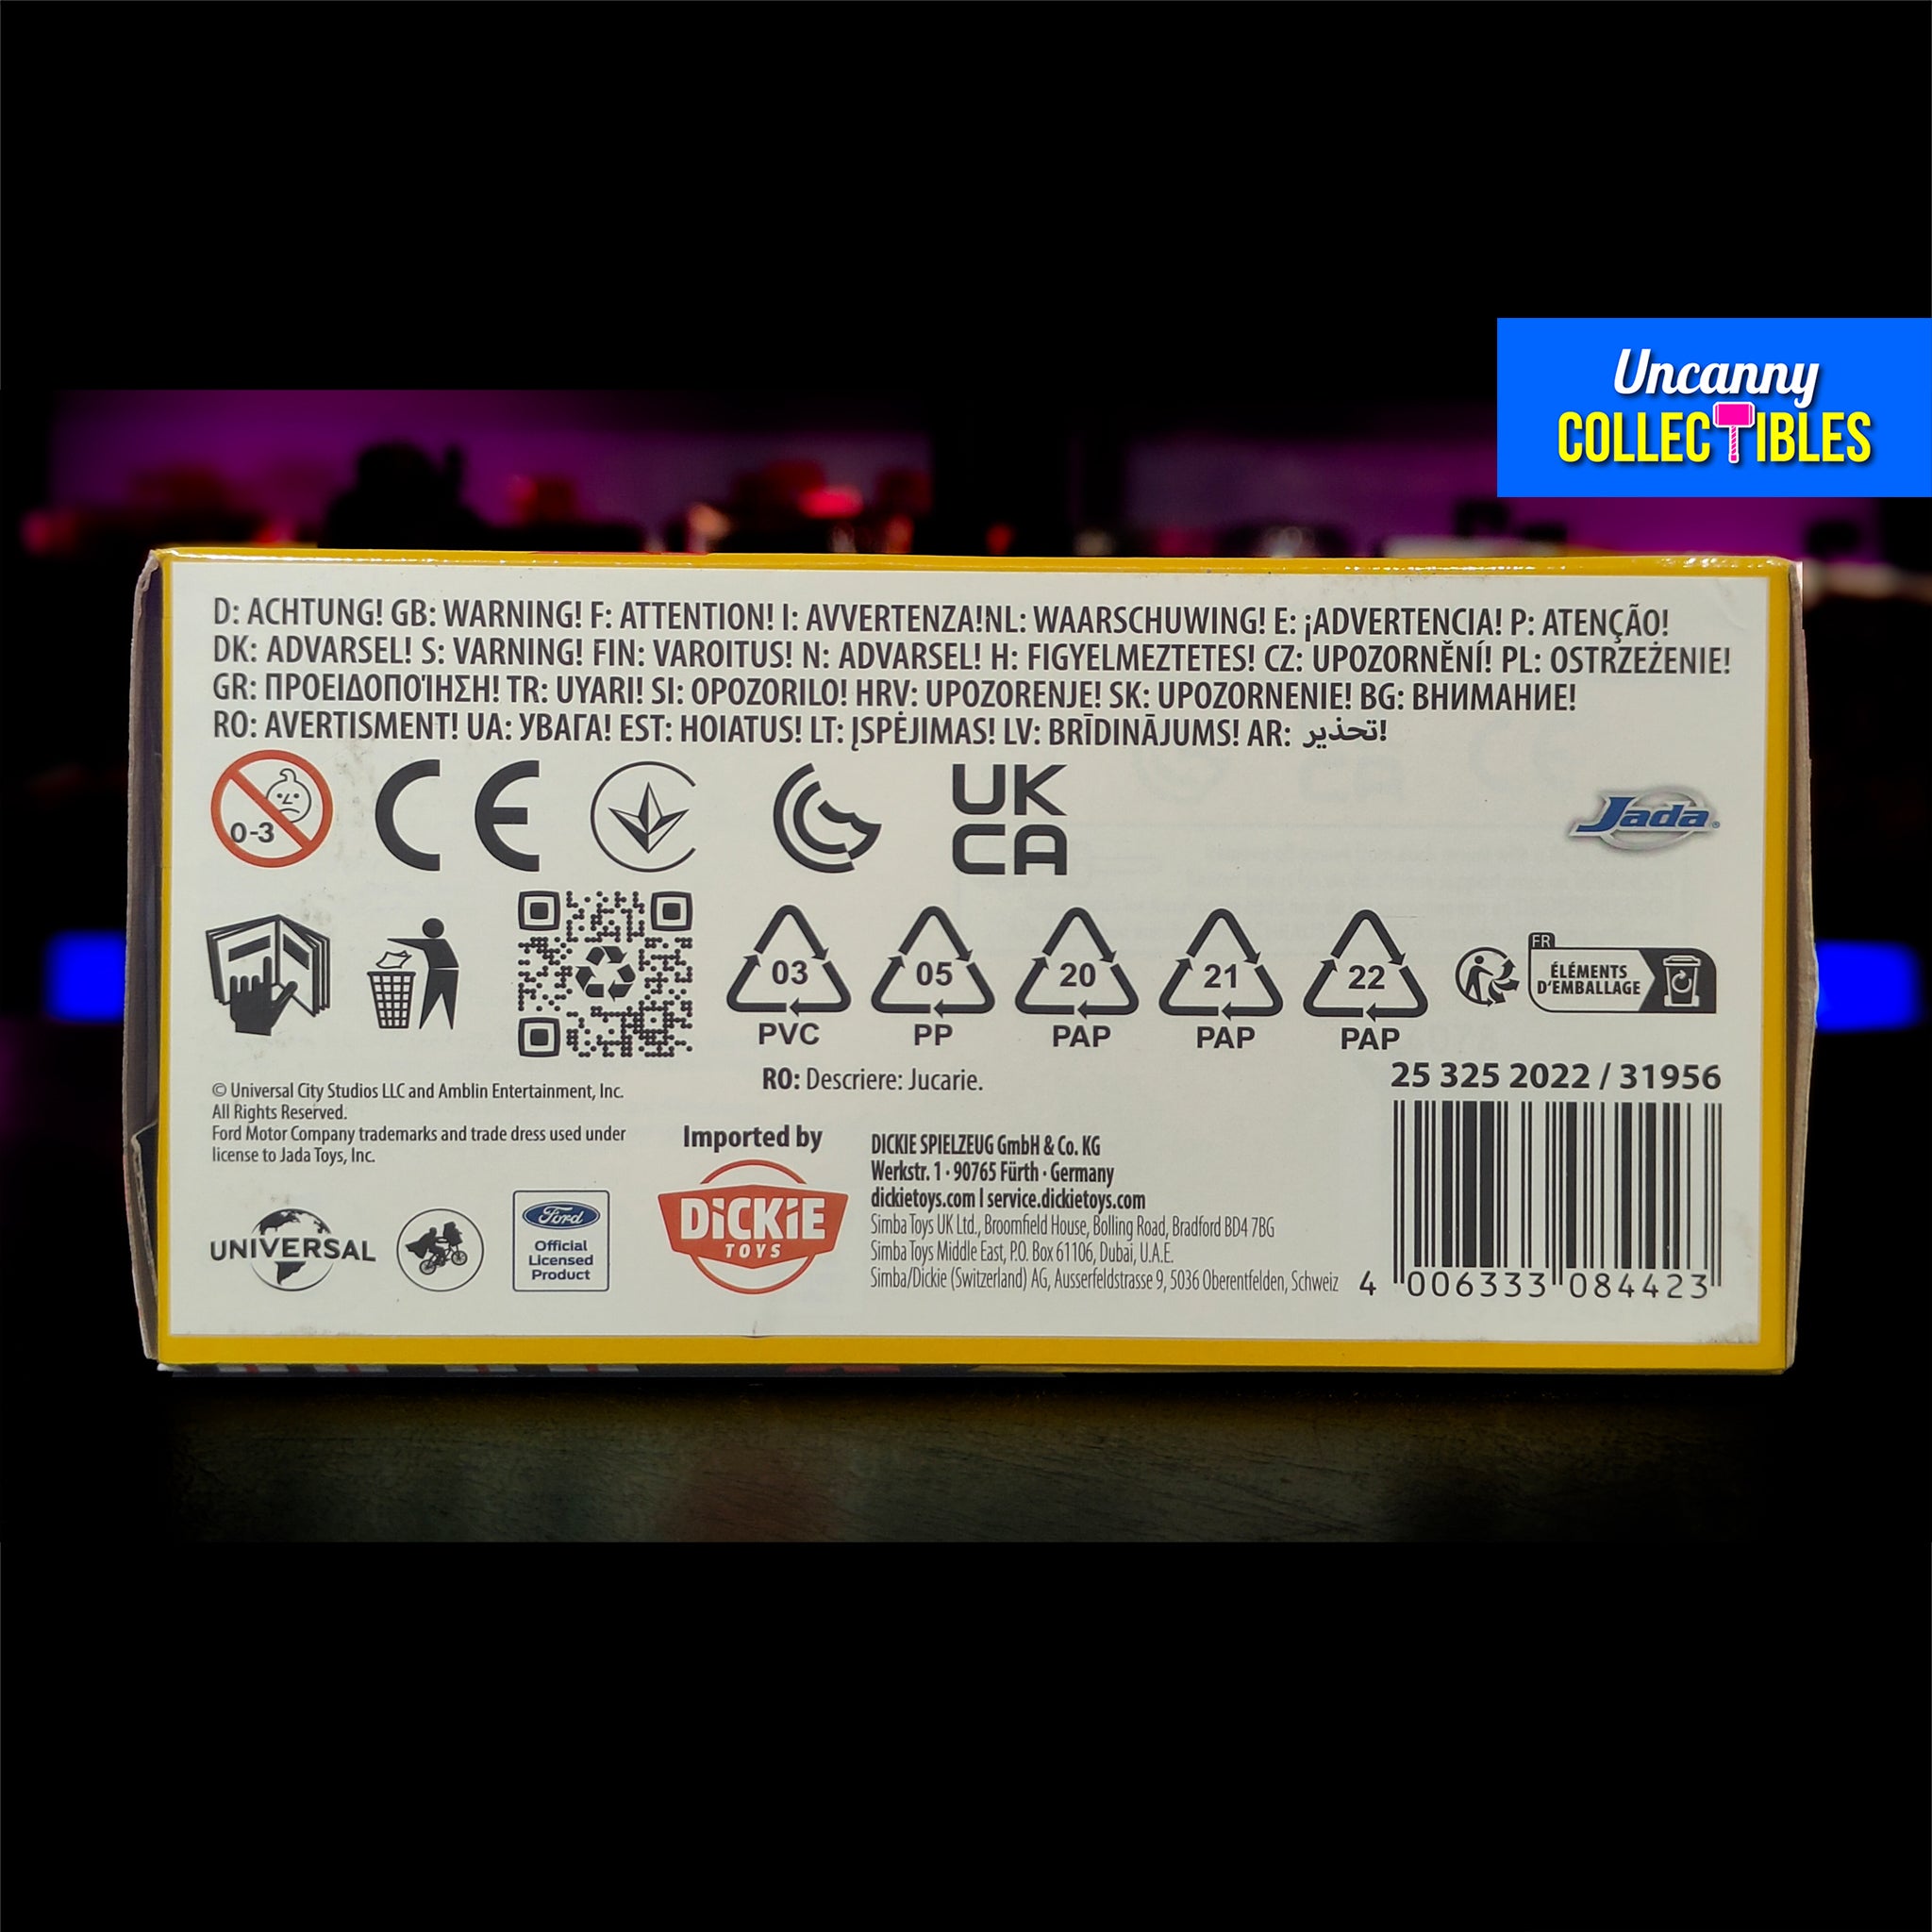 Uncanny
COLLECTIBLES
D: ACHTUNG! GB: WARNING! F: ATTENTION! I: AVVERTENZA!NL: WAARSCHUWING! E: ¡ADVERTENCIA! P: ATENÇÃO!
DK: ADVARSEL! S: VARNING! FIN: VAROITUS! N: ADVARSEL! H: FIGYELMEZTETES! CZ: UPOZORNĚNÍ! PL: OSTRZEŻENIE!
GR: ΠΡΟΕΙΔΟΠΟΊΗΣΗ! TR: UYARI! SI: OPOZORILO! HRV: UPOZORENJE! SK: UPOZORNENIE! BG: ВНИМАНИЕ!
RO: AVERTISMENT! UA: УВАГА! EST: HOIATUS! LT: ĮSPĖJIMAS! LV: BRĪDINĀJUMS! AR: تحذير!
0-3
CE
UK
CA
Jada
03
PVC
05
PP
20
PAP
21
PAP
22
PAP
FR
ÉLÉMENTS
D'EMBALLAGE
RO: Descriere: Jucarie.
25 325 2022 / 31956
© Universal City Studios LLC and Amblin Entertainment, Inc.
All Rights Reserved.
Ford Motor Company trademarks and trade dress used under
license to Jada Toys, Inc.
UNIVERSAL
Ford
Official
Licensed
Product
Imported by
DiCKiE
TOYS
DICKIE SPIELZEUG GmbH & Co. KG
Werkstr. 1 · 90765 Fürth · Germany
dickietoys.com | service.dickietoys.com
Simba Toys UK Ltd., Broomfield House, Bolling Road, Bradford BD4 7BG
Simba Toys Middle East, P.O. Box 61106, Dubai, U.A.E.
Simba/Dickie (Switzerland) AG, Ausserfeldstrasse 9, 5036 Oberentfelden, Schweiz
4 006333 084423